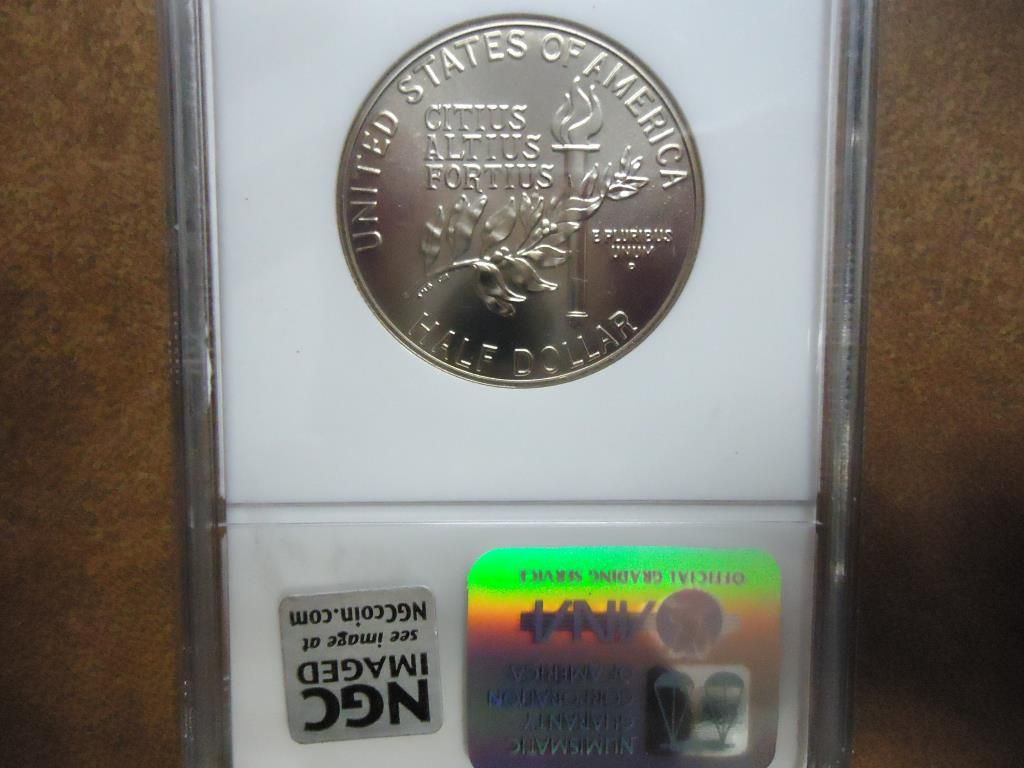 UNITED STATES OF AMERICA
CITIUS
ALTIUS
FORTIUS
E PLURIBUS
UNUM
P
HALF DOLLAR
NGC
IMAGED
see image at
NGCcoin.com
NUMISMATIC
GUARANTY
CORPORATION
OF AMERICA
ANA
OFFICIAL GRADING SERVICE